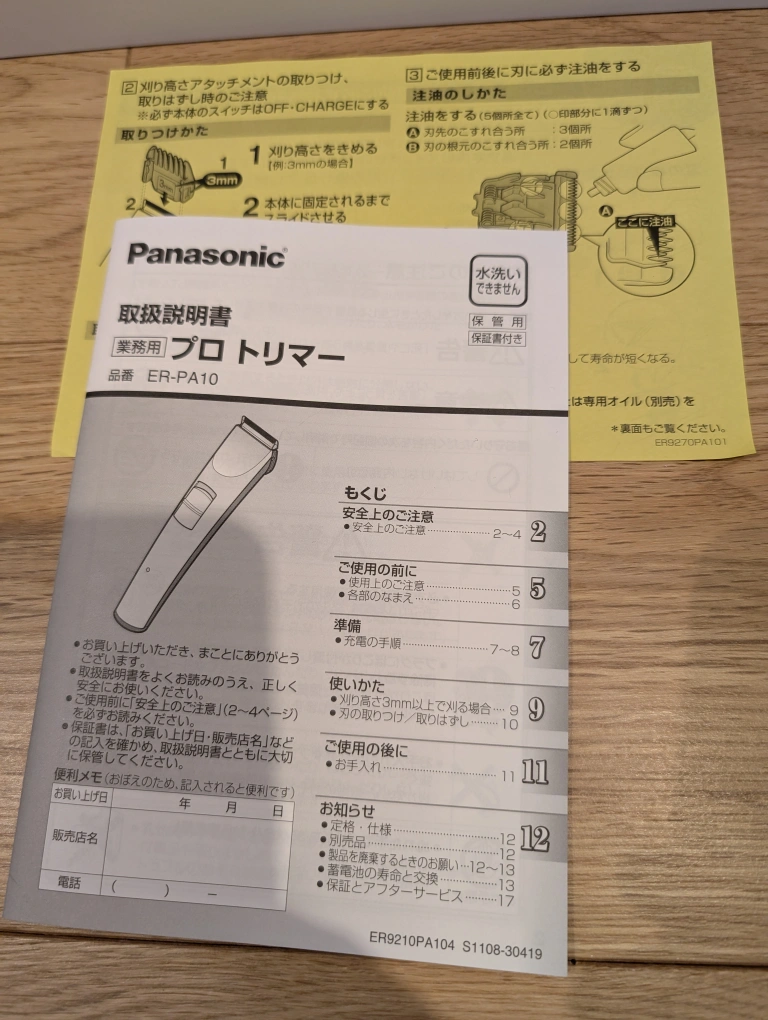 2 刈り高さアタッチメントの取りつけ、
取りはずし時のご注意
※必ず本体のスイッチはOFF・CHARGEにする
取りつけかた
1 刈り高さをきめる
【例:3mmの場合】
1
3mm
2
2 本体に固定されるまで
スライドさせる
3 ご使用前後に刃に必ず注油をする
注油のしかた
注油をする(5個所全て)(○印部分に1滴ずつ)
A 刃先のこすれ合う所 :3個所
B 刃の根元のこすれ合う所:2個所
A
ここに注油
して寿命が短くなる。
は専用オイル(別売)を
*裏面もご覧ください。
ER9270PA101
Panasonic
水洗い
できません
取扱説明書
保管用
保証書付き
業務用 プロ トリマー
品番 ER-PA10
もくじ
安全上のご注意
●安全上のご注意 2~4
2
ご使用の前に
●使用上のご注意 5
●各部のなまえ 6
5
準備
●充電の手順 7~8
7
使いかた
●刈り高さ3mm以上で刈る場合 9
●刃の取りつけ/取りはずし 10
9
ご使用の後に
●お手入れ 11
11
お知らせ
●定格・仕様 12
●別売品 12
●製品を廃棄するときのお願い 12~13
●蓄電池の寿命と交換 13
●保証とアフターサービス 17
12
●お買い上げいただき、まことにありがとう
ございます。
●取扱説明書をよくお読みのうえ、正しく
安全にお使いください。
●ご使用前に「安全上のご注意」(2~4ページ)
を必ずお読みください。
●保証書は、「お買い上げ日・販売店名」など
の記入を確かめ、取扱説明書とともに大切
に保管してください。
便利メモ(おぼえのため、記入されると便利です)
お買い上げ日 年 月 日
販売店名
電話 ( ) –
ER9210PA104 S1108-30419